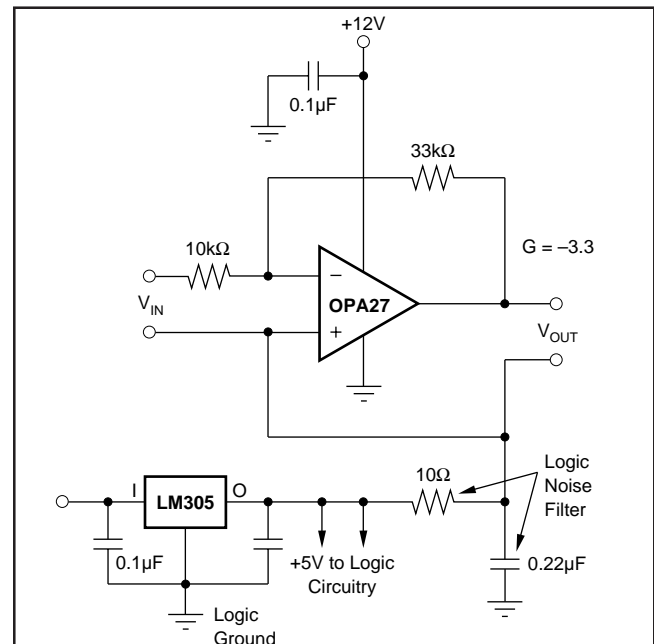 +12V
0.1µF
33kΩ
10kΩ
G = –3.3
V_IN
–
OPA27
+
V_OUT
I
LM305
O
10Ω
Logic
Noise
Filter
0.1µF
+5V to Logic
Circuitry
0.22µF
Logic
Ground